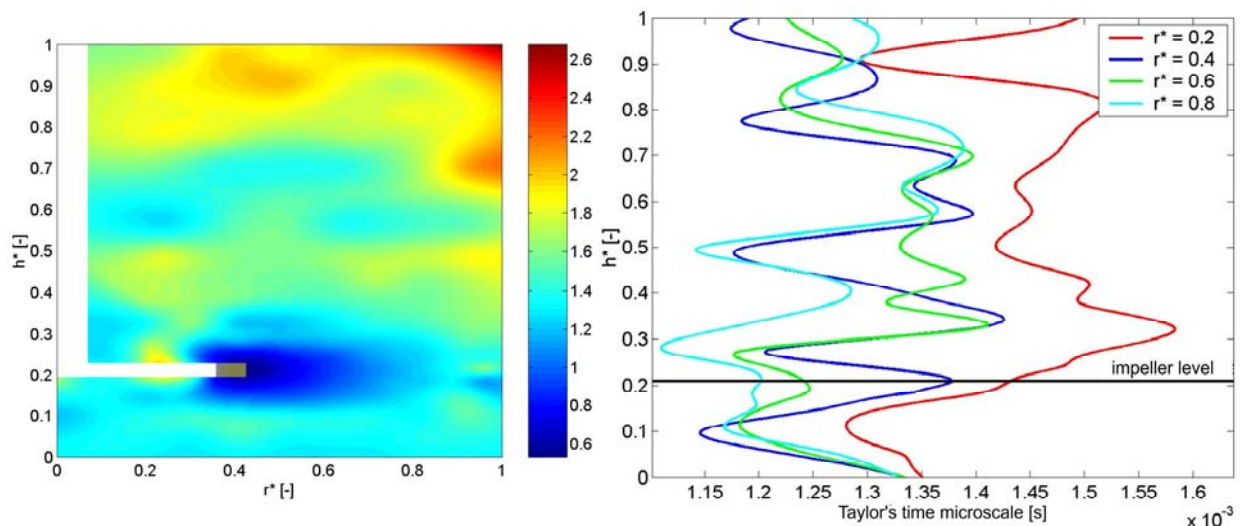 1
0.9
0.8
0.7
0.6
0.5
0.4
0.3
0.2
0.1
0
h* [-]
0 0.2 0.4 0.6 0.8 1
r* [-]
2.6
2.4
2.2
2
1.8
1.6
1.4
1.2
1
0.8
0.6
1
0.9
0.8
0.7
0.6
0.5
0.4
0.3
0.2
0.1
0
h* [-]
r* = 0.2
r* = 0.4
r* = 0.6
r* = 0.8
impeller level
1.15 1.2 1.25 1.3 1.35 1.4 1.45 1.5 1.55 1.6
Taylor's time microscale [s]
x 10-3